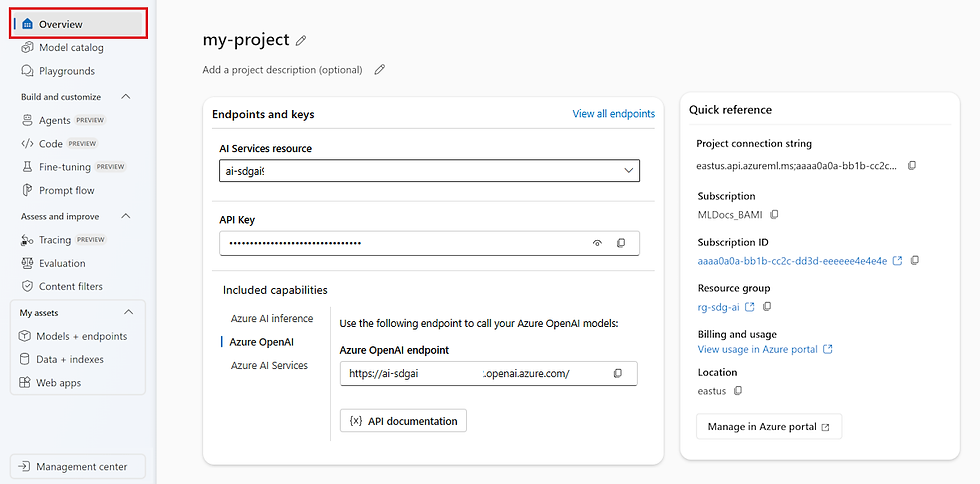 Overview
Model catalog
Playgrounds
Build and customize
Agents PREVIEW
Code PREVIEW
Fine-tuning PREVIEW
Prompt flow
Assess and improve
Tracing PREVIEW
Evaluation
Content filters
My assets
Models + endpoints
Data + indexes
Web apps
Management center
my-project
Add a project description (optional)
Endpoints and keys
View all endpoints
AI Services resource
ai-sdgai
API Key
••••••••••••••••••••••••••••••••
Included capabilities
Azure AI inference
Azure OpenAI
Azure AI Services
Use the following endpoint to call your Azure OpenAI models:
Azure OpenAI endpoint
https://ai-sdgai .openai.azure.com/
{x} API documentation
Quick reference
Project connection string
eastus.api.azureml.ms;aaaa0a0a-bb1b-cc2c...
Subscription
MLDocs_BAMI
Subscription ID
aaaa0a0a-bb1b-cc2c-dd3d-eeeeee4e4e4e
Resource group
rg-sdg-ai
Billing and usage
View usage in Azure portal
Location
eastus
Manage in Azure portal